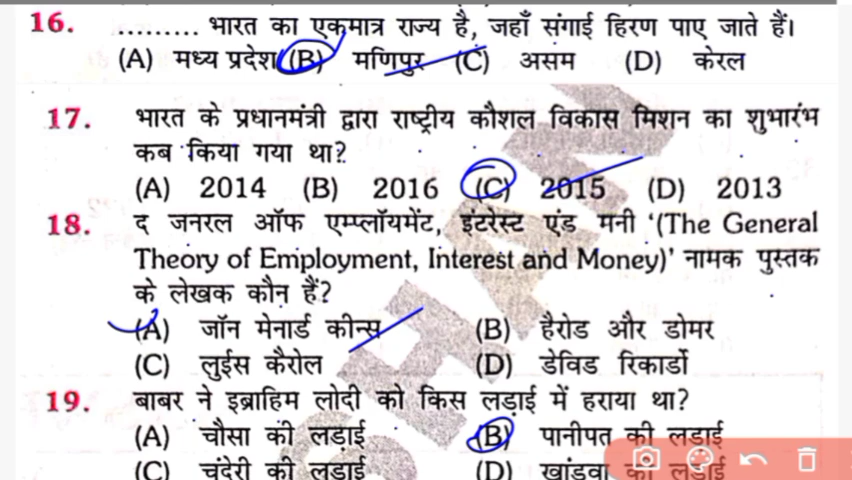 16. ......... भारत का एकमात्र राज्य है, जहाँ संगाई हिरण पाए जाते हैं।
(A) मध्य प्रदेश (B) मणिपुर (C) असम (D) केरल
17. भारत के प्रधानमंत्री द्वारा राष्ट्रीय कौशल विकास मिशन का शुभारंभ
कब किया गया था?
(A) 2014 (B) 2016 (C) 2015 (D) 2013
18. द जनरल ऑफ एम्प्लॉयमेंट, इंटरेस्ट एंड मनी ‘(The General
Theory of Employment, Interest and Money)’ नामक पुस्तक
के लेखक कौन हैं?
(A) जॉन मेनार्ड कीन्स (B) हैरोड और डोमर
(C) लुईस कैरोल (D) डेविड रिकार्डो
19. बाबर ने इब्राहिम लोदी को किस लड़ाई में हराया था?
(A) चौसा की लड़ाई (B) पानीपत की लड़ाई
(C) चंदेरी की लड़ाई (D) खांडवा की लड़ाई